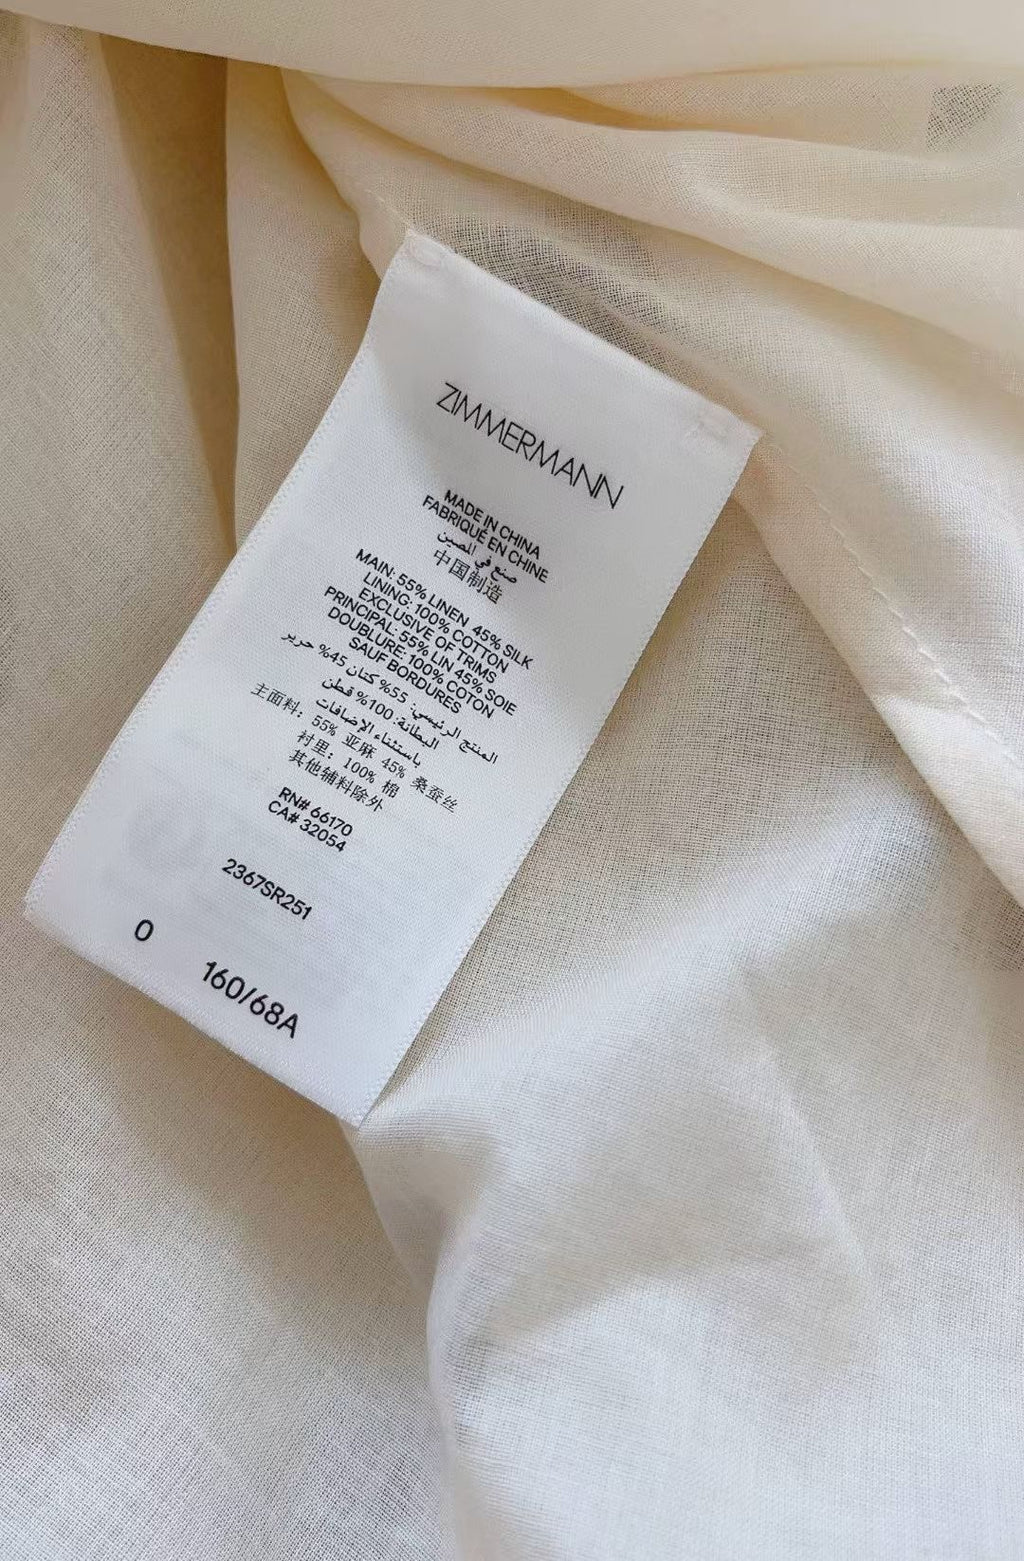 ZIMMERMANN
MADE IN CHINA
FABRIQUÉ EN CHINE
صنع في الصين
中国制造
MAIN: 55% LINEN 45% SILK
LINING: 100% COTTON
EXCLUSIVE OF TRIMS
PRINCIPAL: 55% LIN 45% SOIE
DOUBLURE: 100% COTON
SAUF BORDURES
المنتج الرئيسي: 55% كتان 45% حرير
البطانة: 100% قطن
باستثناء الإضافات
主面料: 55% 亚麻 45% 桑蚕丝
衬里: 100% 棉
其他辅料除外
RN# 66170
CA# 32054
2367SR251
0
160/68A